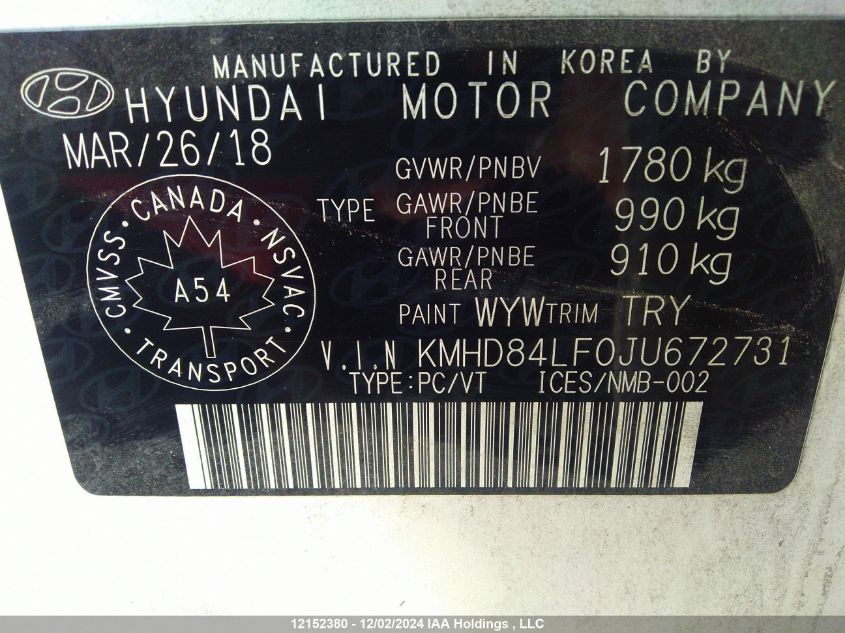 MANUFACTURED IN KOREA BY
HYUNDAI MOTOR COMPANY
MAR/26/18
GVWR/PNBV 1780 kg
TYPE GAWR/PNBE FRONT 990 kg
GAWR/PNBE REAR 910 kg
PAINT WYW TRIM TRY
V.I.N KMHD84LF0JU672731
TYPE:PC/VT ICES/NMB-002
CANADA · NSVAC · TRANSPORT · CMVSS ·
A54
12152380 - 12/02/2024 IAA Holdings , LLC